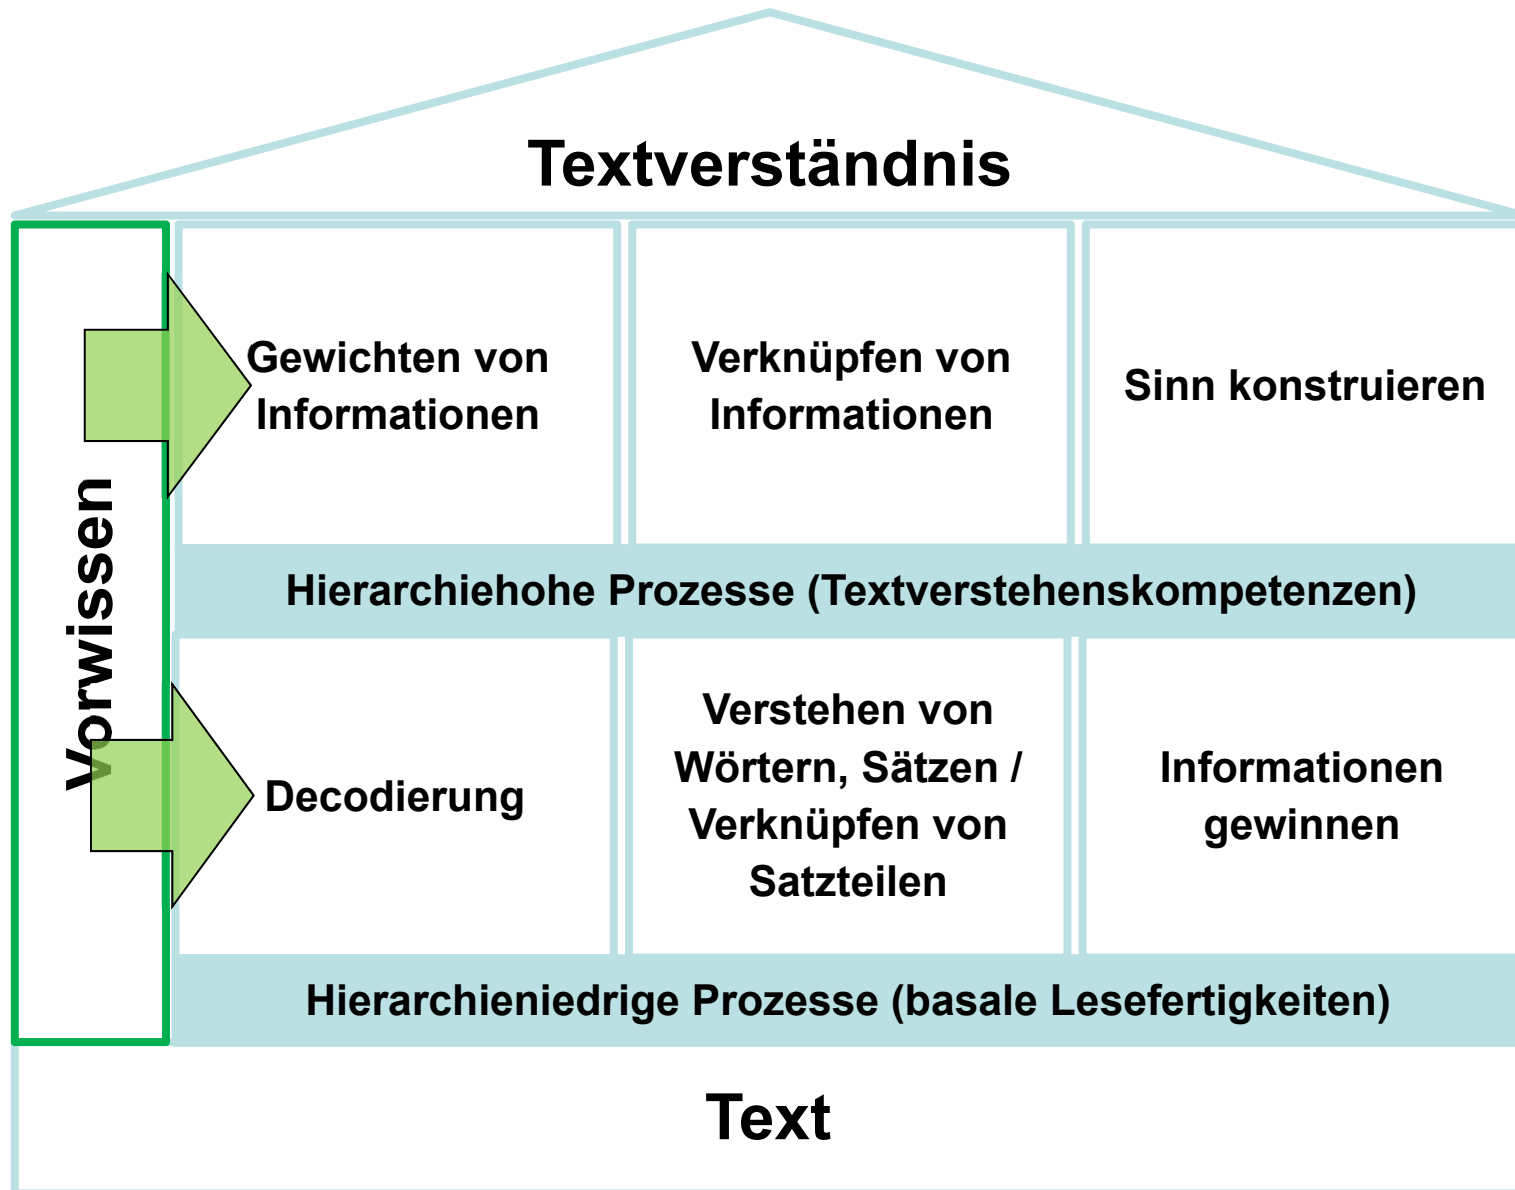 Textverständnis
Vorwissen
Gewichten von
Informationen
Verknüpfen von
Informationen
Sinn konstruieren
Hierarchiehohe Prozesse (Textverstehenskompetenzen)
Decodierung
Verstehen von
Wörtern, Sätzen /
Verknüpfen von
Satzteilen
Informationen
gewinnen
Hierarchieniedrige Prozesse (basale Lesefertigkeiten)
Text